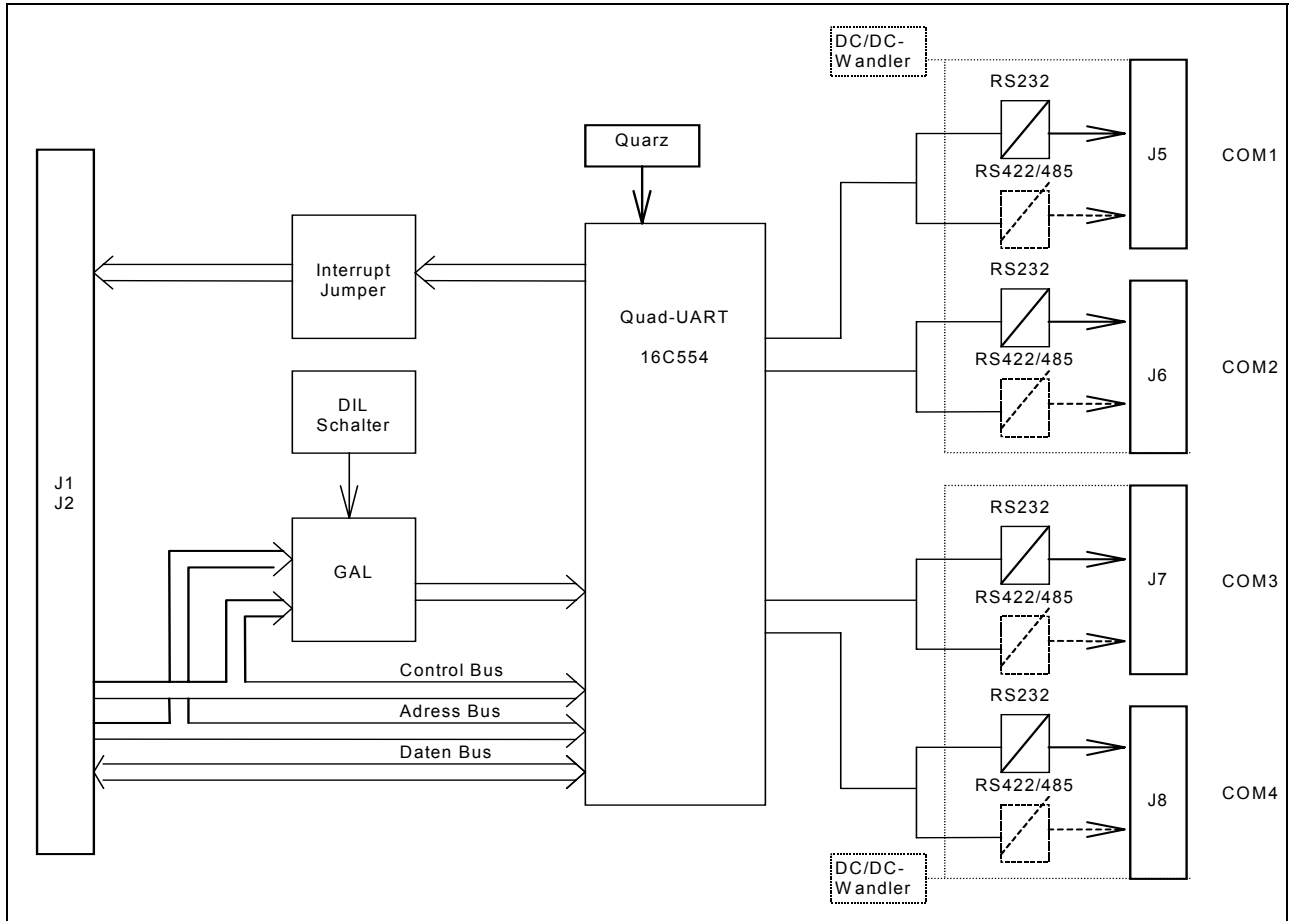 DC/DC-
Wandler
RS232
Quarz
J5
COM1
RS422/485
Interrupt
Jumper
RS232
Quad-UART
16C554
RS422/485
J6
COM2
DIL
Schalter
J1
J2
RS232
GAL
J7
COM3
RS422/485
Control Bus
RS232
Adress Bus
Daten Bus
RS422/485
J8
COM4
DC/DC-
Wandler